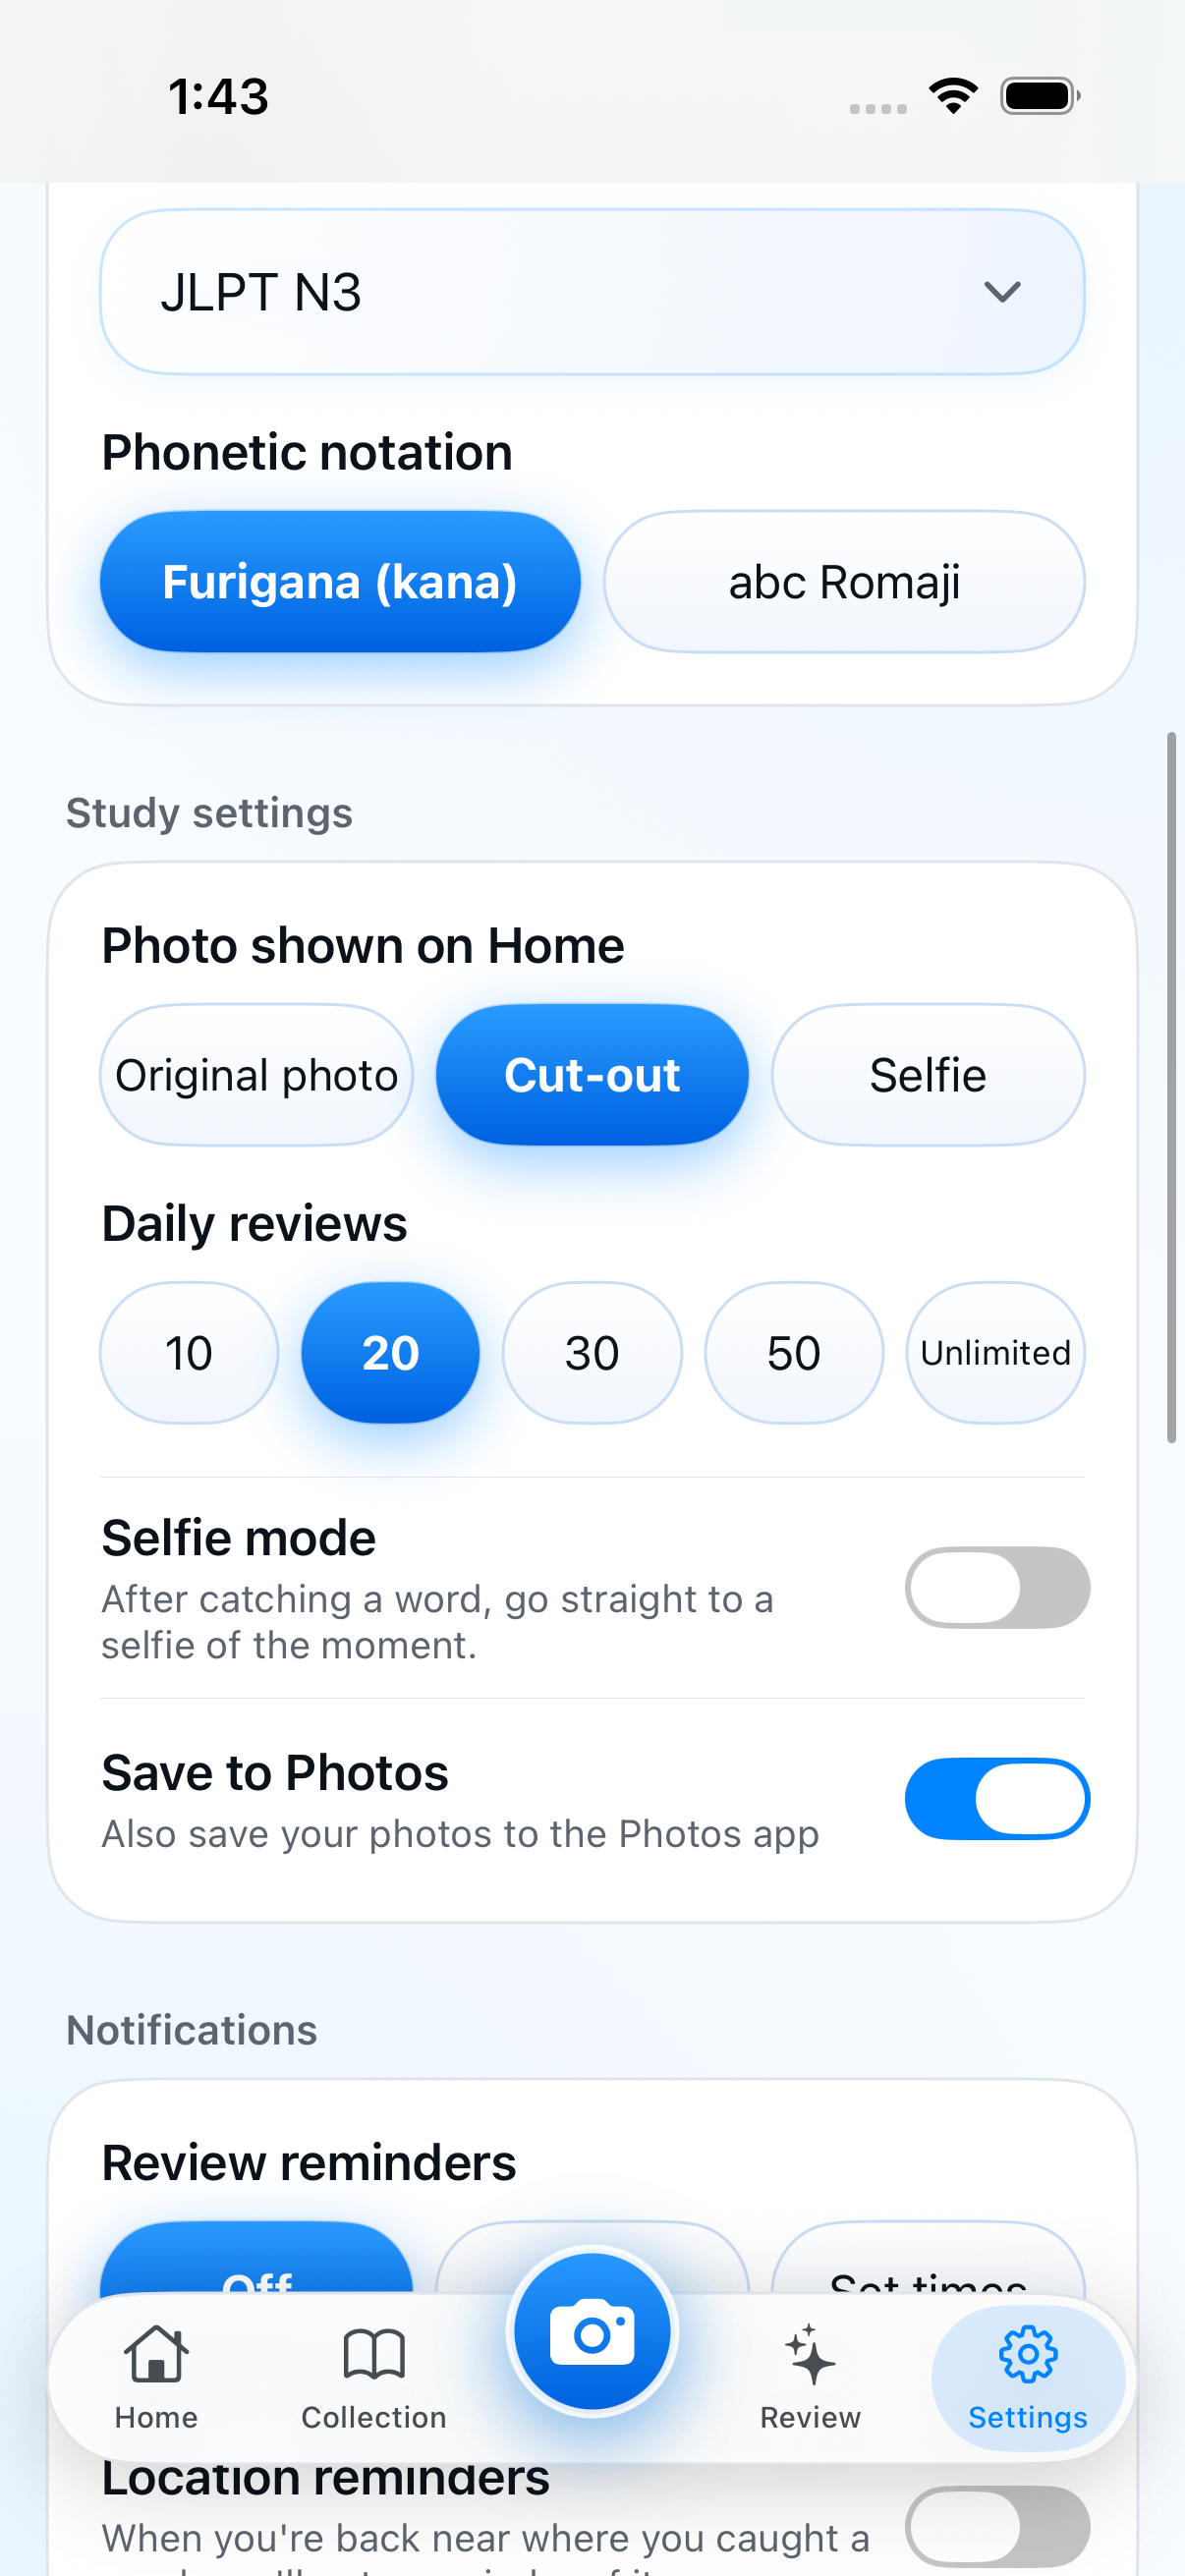 1:43
JLPT N3
Phonetic notation
Furigana (kana)
abc Romaji
Study settings
Photo shown on Home
Original photo
Cut-out
Selfie
Daily reviews
10
20
30
50
Unlimited
Selfie mode
After catching a word, go straight to a
selfie of the moment.
Save to Photos
Also save your photos to the Photos app
Notifications
Review reminders
Off
Set times
Home
Collection
Review
Settings
Location reminders
When you're back near where you caught a